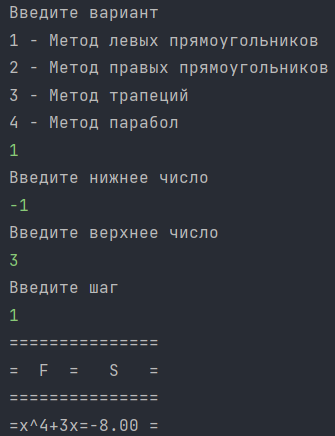 Введите вариант
1 - Метод левых прямоугольников
2 - Метод правых прямоугольников
3 - Метод трапеций
4 - Метод парабол
1
Введите нижнее число
-1
Введите верхнее число
3
Введите шаг
1
===============
=  F  =   S   =
===============
=x^4+3x=-8.00 =